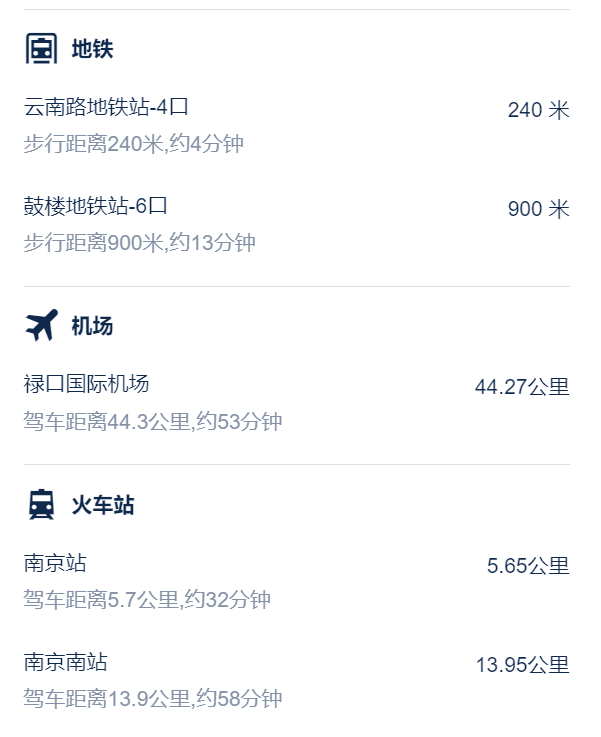 地铁
云南路地铁站-4口
240 米
步行距离240米,约4分钟
鼓楼地铁站-6口
900 米
步行距离900米,约13分钟
机场
禄口国际机场
44.27公里
驾车距离44.3公里,约53分钟
火车站
南京站
5.65公里
驾车距离5.7公里,约32分钟
南京南站
13.95公里
驾车距离13.9公里,约58分钟